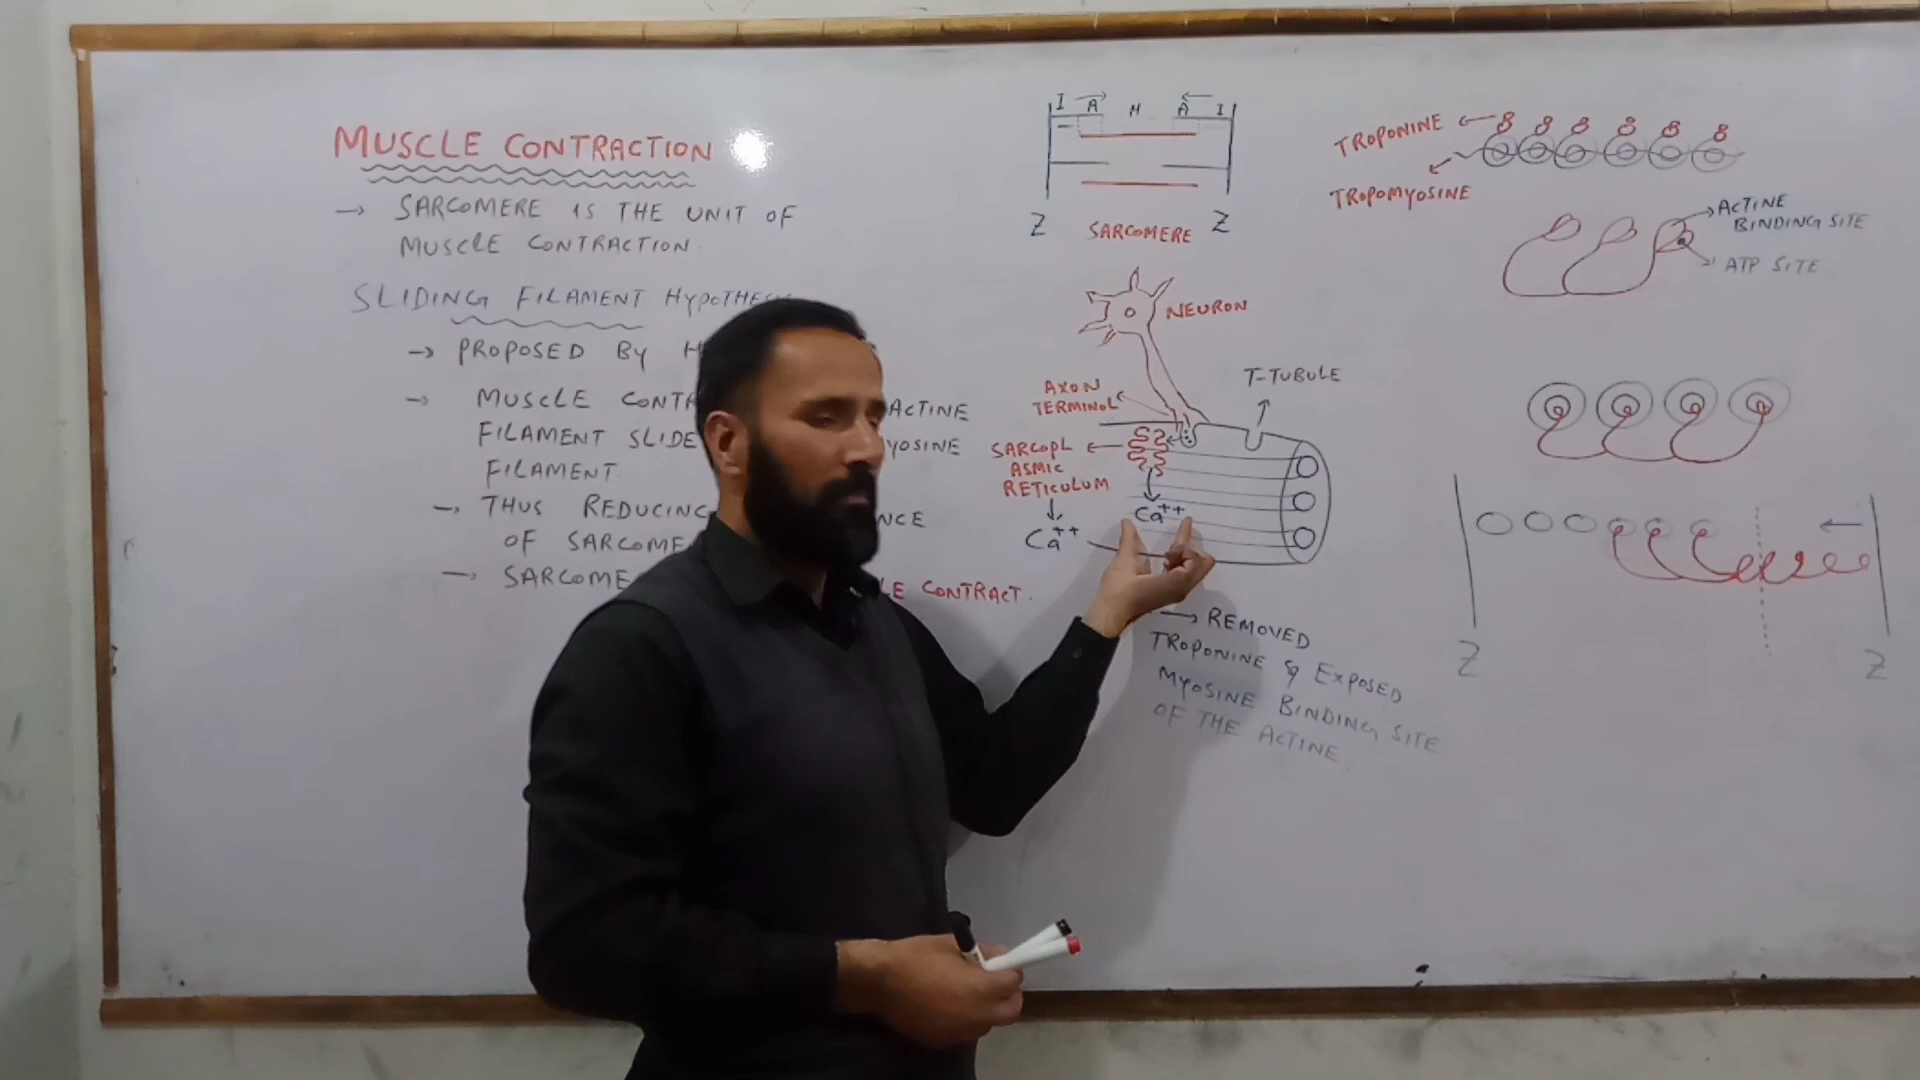 MUSCLE CONTRACTION
→ SARCOMERE IS THE UNIT OF
MUSCLE CONTRACTION
SLIDING FILAMENT HYPOTHES
→ PROPOSED BY H
→ MUSCLE CONT ACTINE
FILAMENT SLIDE YOSINE
FILAMENT
→ THUS REDUCING NCE
OF SARCOME
→ SARCOME LE CONTRACT.
I A H A I
Z SARCOMERE Z
NEURON
T-TUBULE
AXON
TERMINOL
SARCOPL
ASMIC
RETICULUM
Ca++
Ca++
→ REMOVED
TROPONINE & EXPOSED
MYOSINE BINDING SITE
OF THE ACTINE
TROPONINE
TROPOMYOSINE
ACTINE
BINDING SITE
ATP SITE
Z Z